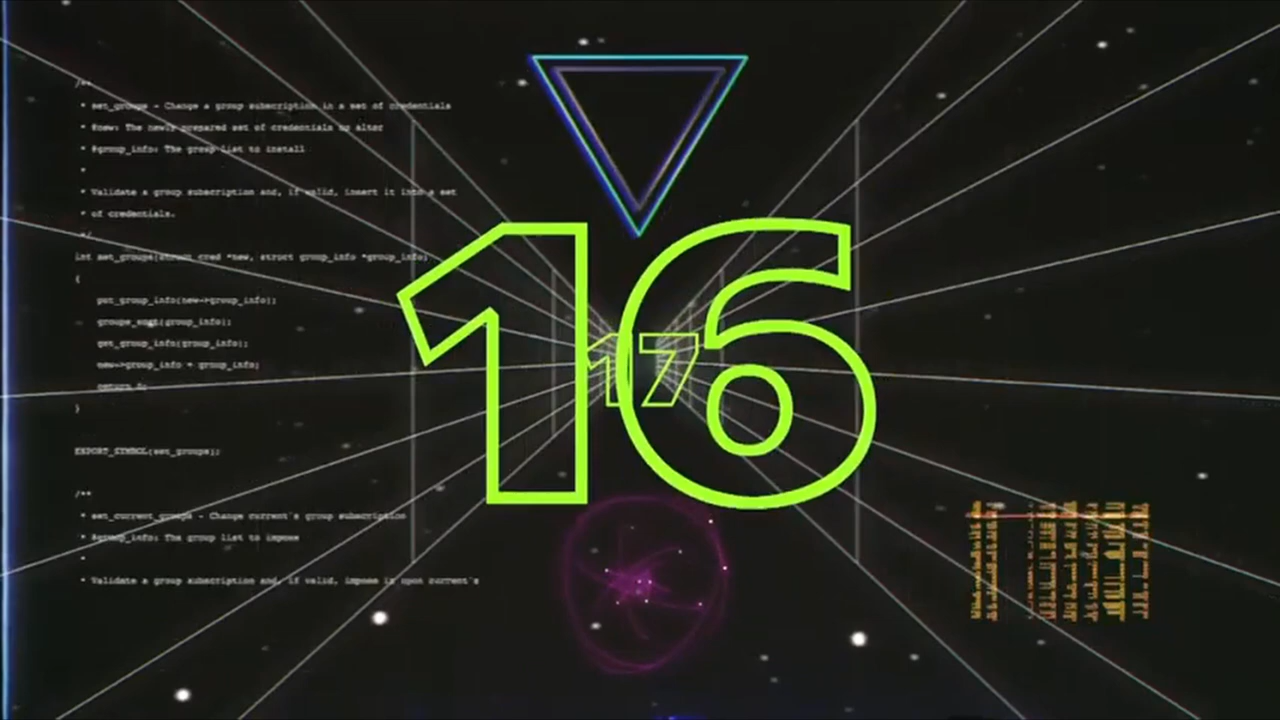 /**
* set_groups - Change a group subscription in a set of credentials
* @new: The newly prepared set of credentials to alter
* @group_info: The group list to install
*
* Validate a group subscription and, if valid, insert it into a set
* of credentials.
*/
int set_groups(struct cred *new, struct group_info *group_info)
{
put_group_info(new->group_info);
groups_sort(group_info);
get_group_info(group_info);
new->group_info = group_info;
return 0;
}
EXPORT_SYMBOL(set_groups);
/**
* set_current_groups - Change current's group subscription
* @group_info: The group list to impose
*
* Validate a group subscription and, if valid, impose it upon current's
16
17